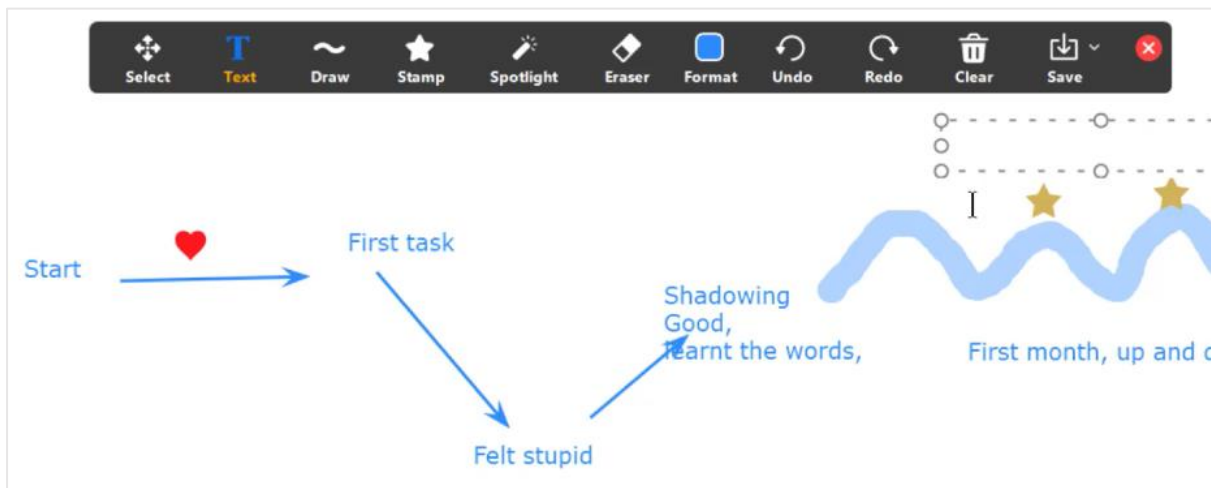 Select Text Draw Stamp Spotlight Eraser Format Undo Redo Clear Save
Start
First task
Shadowing
Good,
learnt the words,
First month, up and
Felt stupid